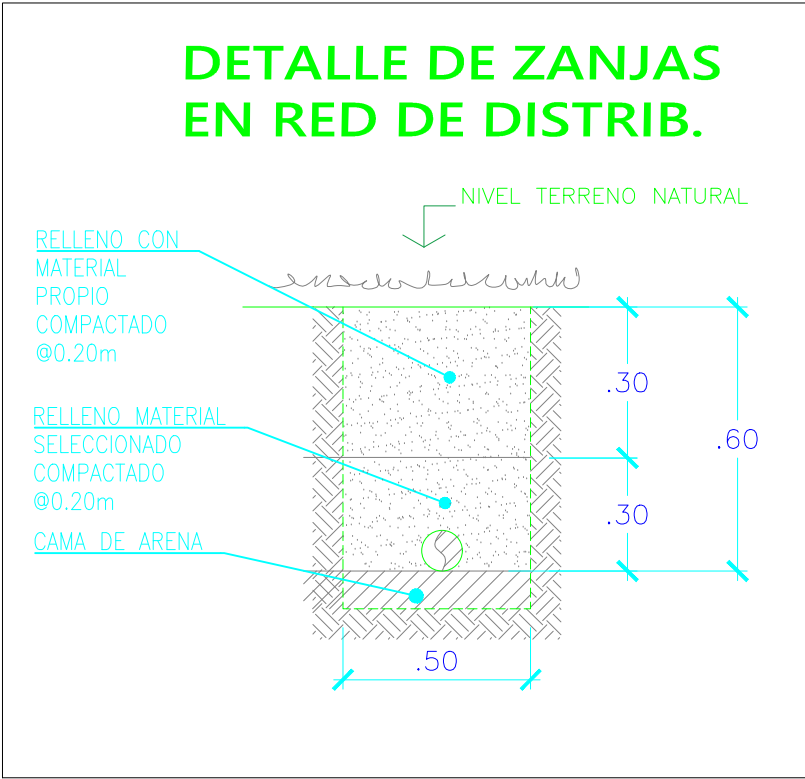 DETALLE DE ZANJAS
EN RED DE DISTRIB.
NIVEL TERRENO NATURAL
RELLENO CON
MATERIAL
PROPIO
COMPACTADO
@0.20m
RELLENO MATERIAL
SELECCIONADO
COMPACTADO
@0.20m
CAMA DE ARENA
.30
.60
.30
.50